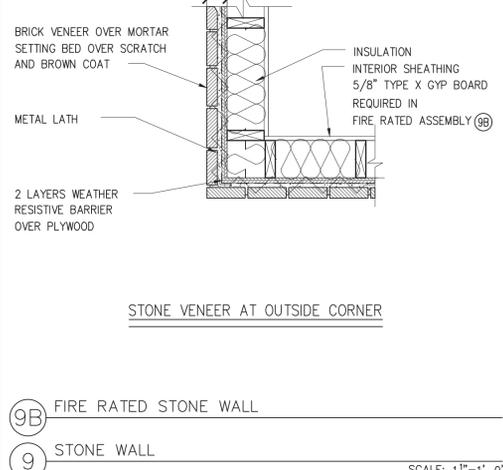 BRICK VENEER OVER MORTAR
SETTING BED OVER SCRATCH
AND BROWN COAT
METAL LATH
2 LAYERS WEATHER
RESISTIVE BARRIER
OVER PLYWOOD
INSULATION
INTERIOR SHEATHING
5/8" TYPE X GYP BOARD
REQUIRED IN
FIRE RATED ASSEMBLY 9B
STONE VENEER AT OUTSIDE CORNER
9B FIRE RATED STONE WALL
9 STONE WALL
SCALE: